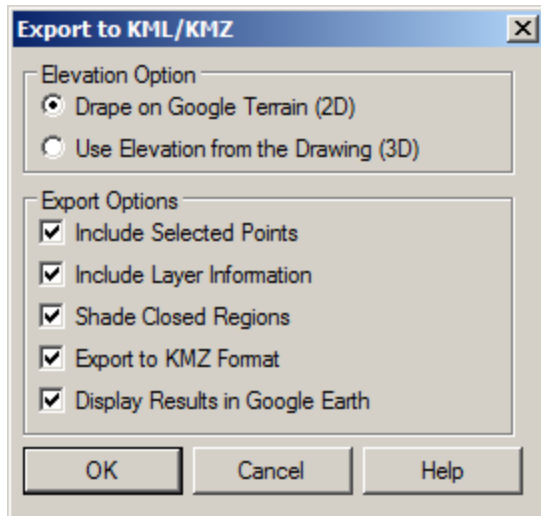 Export to KML/KMZ
Elevation Option
Drape on Google Terrain (2D)
Use Elevation from the Drawing (3D)
Export Options
Include Selected Points
Include Layer Information
Shade Closed Regions
Export to KMZ Format
Display Results in Google Earth
OK Cancel Help